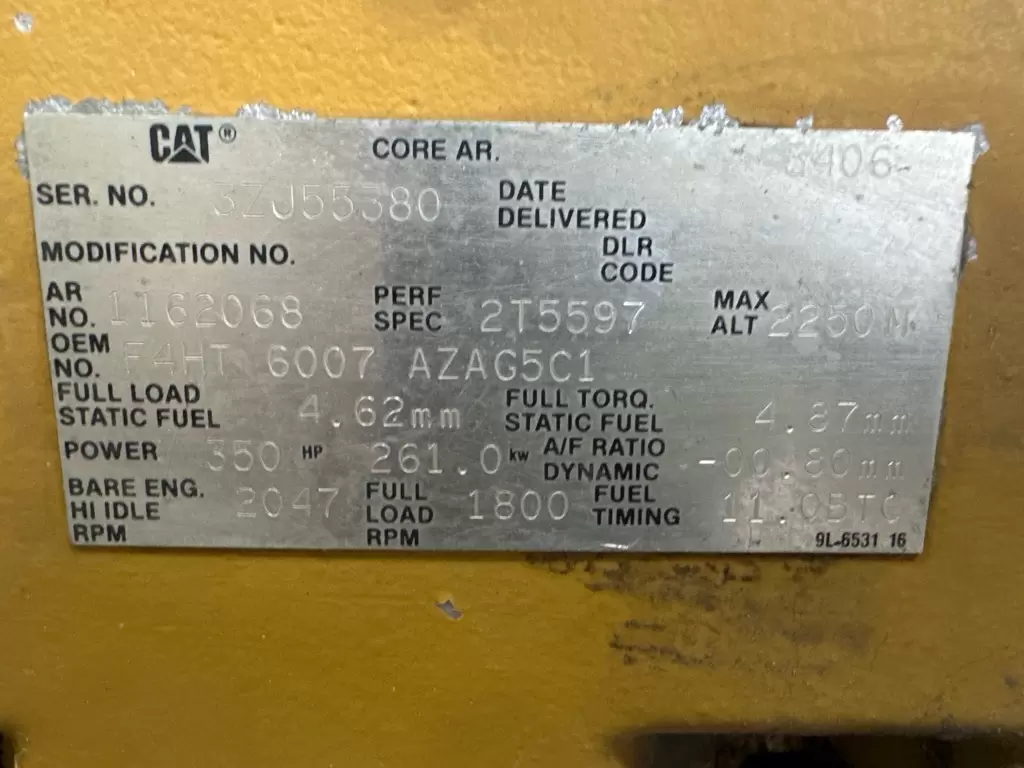 CAT® CORE AR. 3406
SER. NO. 3ZJ55380 DATE DELIVERED
MODIFICATION NO. DLR CODE
AR NO. 1162068 PERF SPEC 2T5597 MAX ALT 2250M
OEM NO. F4HT 6007 AZAG5C1
FULL LOAD STATIC FUEL 4.62mm FULL TORQ. STATIC FUEL 4.87mm
POWER 350 HP 261.0 kw A/F RATIO DYNAMIC -00.80mm
BARE ENG. HI IDLE RPM 2047 FULL LOAD RPM 1800 FUEL TIMING 11.0BTC
9L-6531 16